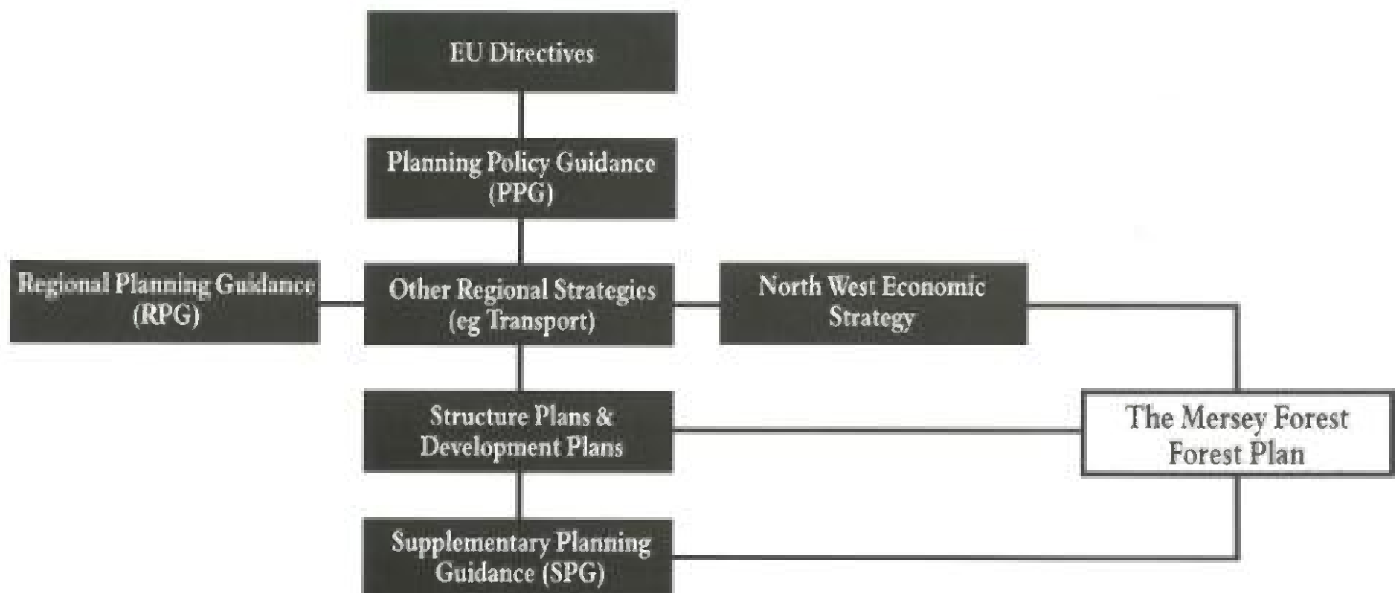 EU Directives
Planning Policy Guidance
(PPG)
Regional Planning Guidance
(RPG)
Other Regional Strategies
(eg Transport)
North West Economic
Strategy
Structure Plans &
Development Plans
The Mersey Forest
Forest Plan
Supplementary Planning
Guidance (SPG)